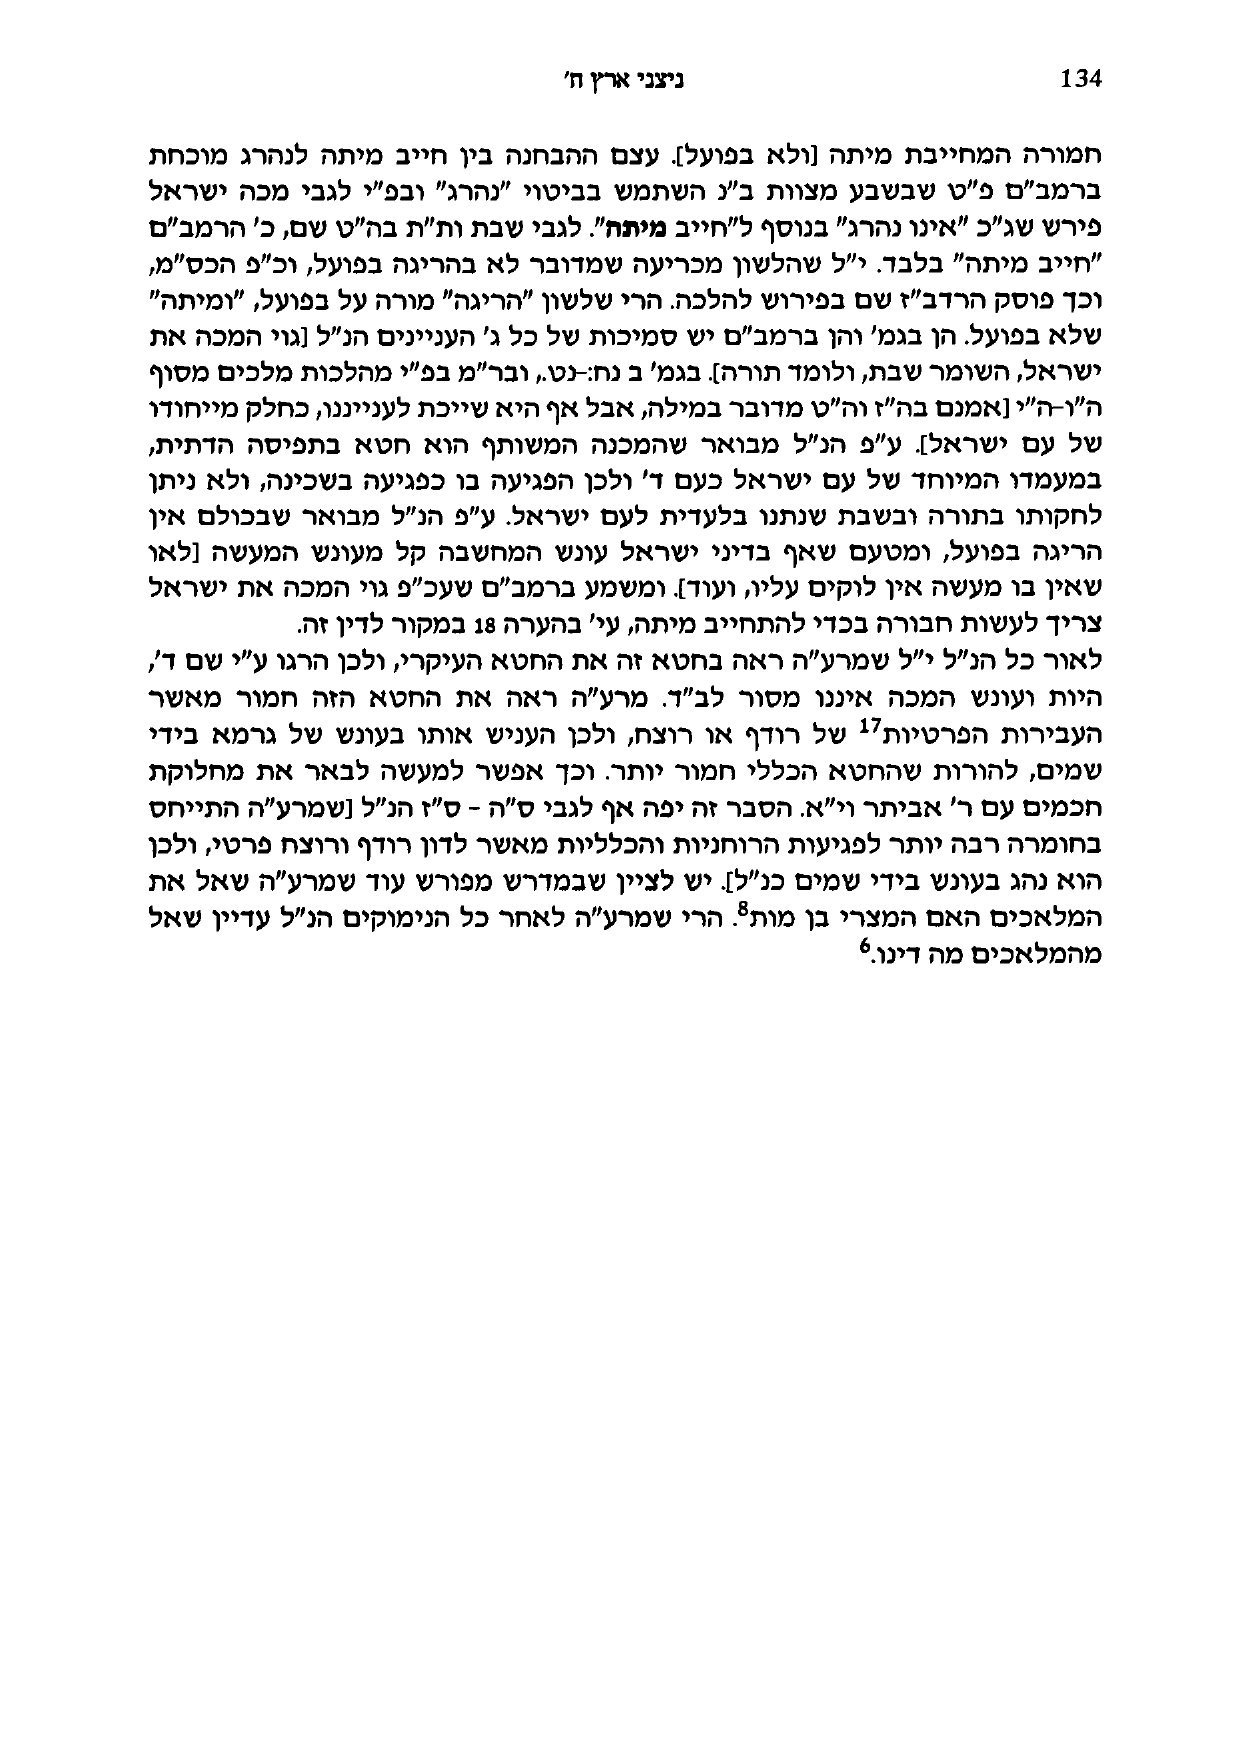 134 ניצני ארץ ח'
חמורה המחייבת מיתה [ולא בפועל]. עצם ההבחנה בין חייב מיתה לנהרג מוכחת
ברמב"ם פ"ט שבשבע מצוות ב"נ השתמש בביטוי "נהרג" ובפ"י לגבי מכה ישראל
פירש שג"כ "אינו נהרג" בנוסף ל"חייב מיתה". לגבי שבת ות"ת בה"ט שם, כ' הרמב"ם
"חייב מיתה" בלבד. י"ל שהלשון מכריעה שמדובר לא בהריגה בפועל, וכ"פ הכס"מ,
וכך פוסק הרדב"ז שם בפירוש להלכה. הרי שלשון "הריגה" מורה על בפועל, "ומיתה"
שלא בפועל. הן בגמ' והן ברמב"ם יש סמיכות של כל ג' העניינים הנ"ל [גוי המכה את
ישראל, השומר שבת, ולומד תורה]. בגמ' ב נח:-נט., ובר"מ בפ"י מהלכות מלכים מסוף
ה"ו-ה"י [אמנם בה"ז וה"ט מדובר במילה, אבל אף היא שייכת לענייננו, כחלק מייחודו
של עם ישראל]. ע"פ הנ"ל מבואר שהמכנה המשותף הוא חטא בתפיסה הדתית,
במעמדו המיוחד של עם ישראל כעם ד' ולכן הפגיעה בו כפגיעה בשכינה, ולא ניתן
לחקותו בתורה ובשבת שנתנו בלעדית לעם ישראל. ע"פ הנ"ל מבואר שבכולם אין
הריגה בפועל, ומטעם שאף בדיני ישראל עונש המחשבה קל מעונש המעשה [לאו
שאין בו מעשה אין לוקים עליו, ועוד]. ומשמע ברמב"ם שעכ"פ גוי המכה את ישראל
צריך לעשות חבורה בכדי להתחייב מיתה, עי' בהערה 18 במקור לדין זה.
לאור כל הנ"ל י"ל שמרע"ה ראה בחטא זה את החטא העיקרי, ולכן הרגו ע"י שם ד',
היות ועונש המכה איננו מסור לב"ד. מרע"ה ראה את החטא הזה חמור מאשר
העבירות הפרטיות17 של רודף או רוצח, ולכן העניש אותו בעונש של גרמא בידי
שמים, להורות שהחטא הכללי חמור יותר. וכך אפשר למעשה לבאר את מחלוקת
חכמים עם ר' אביתר וי"א. הסבר זה יפה אף לגבי ס"ה - ס"ז הנ"ל [שמרע"ה התייחס
בחומרה רבה יותר לפגיעות הרוחניות והכלליות מאשר לדון רודף ורוצח פרטי, ולכן
הוא נהג בעונש בידי שמים כנ"ל]. יש לציין שבמדרש מפורש עוד שמרע"ה שאל את
המלאכים האם המצרי בן מות8. הרי שמרע"ה לאחר כל הנימוקים הנ"ל עדיין שאל
מהמלאכים מה דינו.6